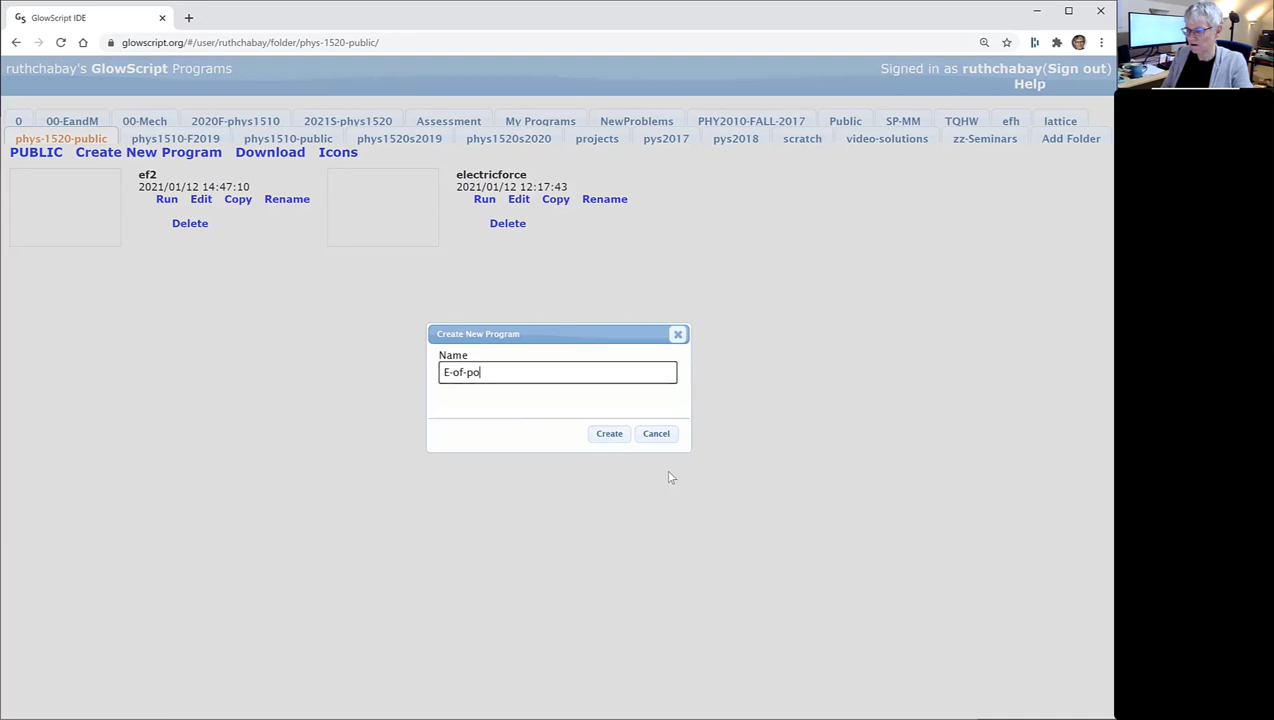 GlowScript IDE
glowscript.org/#/user/ruthchabay/folder/phys-1520-public/
ruthchabay's GlowScript Programs
Signed in as ruthchabay(Sign out)
Help
0 00-EandM 00-Mech 2020F-phys1510 2021S-phys1520 Assessment My Programs NewProblems PHY2010-FALL-2017 Public SP-MM TQHW efh lattice
phys-1520-public phys1510-F2019 phys1510-public phys1520s2019 phys1520s2020 projects pys2017 pys2018 scratch video-solutions zz-Seminars Add Folder
PUBLIC Create New Program Download Icons
ef2
2021/01/12 14:47:10
Run Edit Copy Rename
Delete
electricforce
2021/01/12 12:17:43
Run Edit Copy Rename
Delete
Create New Program
Name
E-of-po
Create Cancel